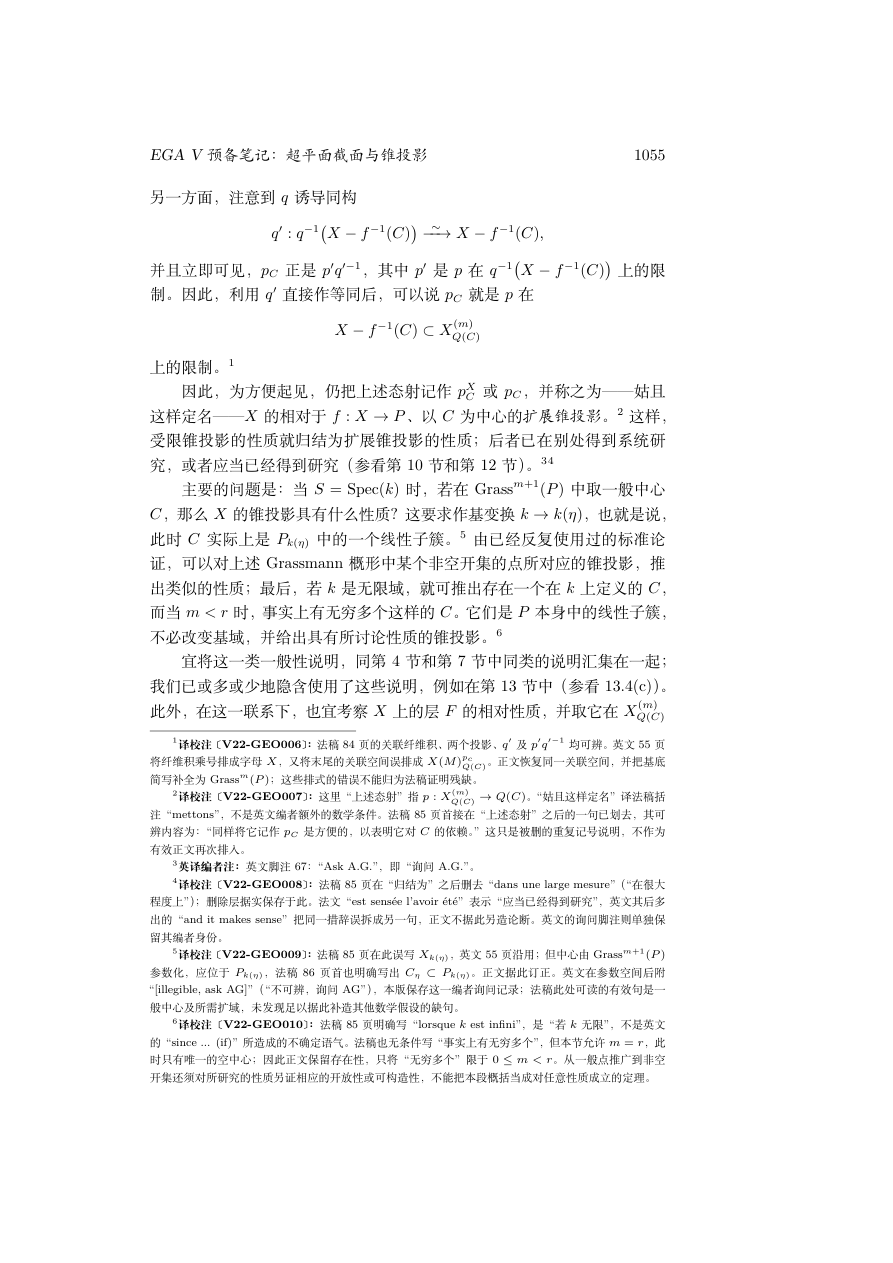 EGA V 预备笔记：超平面截面与锥投影 1055
另一方面，注意到 q 诱导同构
q′ : q⁻¹(X − f⁻¹(C)) ⥲ X − f⁻¹(C),
并且立即可见，p_C 正是 p′q′⁻¹，其中 p′ 是 p 在 q⁻¹(X − f⁻¹(C)) 上的限
制。因此，利用 q′ 直接作等同后，可以说 p_C 就是 p 在
X − f⁻¹(C) ⊂ X^{(m)}_{Q(C)}
上的限制。¹
因此，为方便起见，仍把上述态射记作 p^X_C 或 p_C，并称之为——姑且
这样定名——X 的相对于 f : X → P、以 C 为中心的扩展锥投影。² 这样，
受限锥投影的性质就归结为扩展锥投影的性质；后者已在别处得到系统研
究，或者应当已经得到研究（参看第 10 节和第 12 节）。³⁴
主要的问题是：当 S = Spec(k) 时，若在 Grass^{m+1}(P) 中取一般中心
C，那么 X 的锥投影具有什么性质？这要求作基变换 k → k(η)，也就是说，
此时 C 实际上是 P_{k(η)} 中的一个线性子簇。⁵ 由已经反复使用过的标准论
证，可以对上述 Grassmann 概形中某个非空开集的点所对应的锥投影，推
出类似的性质；最后，若 k 是无限域，就可推出存在一个在 k 上定义的 C，
而当 m < r 时，事实上有无穷多个这样的 C。它们是 P 本身中的线性子簇，
不必改变基域，并给出具有所讨论性质的锥投影。⁶
宜将这一类一般性说明，同第 4 节和第 7 节中同类的说明汇集在一起；
我们已或多或少地隐含使用了这些说明，例如在第 13 节中（参看 13.4(c)）。
此外，在这一联系下，也宜考察 X 上的层 F 的相对性质，并取它在 X^{(m)}_{Q(C)}
¹译校注〔V22-GEO006〕：法稿 84 页的关联纤维积、两个投影、q′ 及 p′q′⁻¹ 均可辨。英文 55 页
将纤维积乘号排成字母 X，又将末尾的关联空间误排成 X(M)^{p_C}_{Q(C)}。正文恢复同一关联空间，并把基底
简写补全为 Grass^m(P)；这些排式的错误不能归为法稿证明残缺。
²译校注〔V22-GEO007〕：这里 “上述态射” 指 p : X^{(m)}_{Q(C)} → Q(C)。“姑且这样定名” 译法稿括
注 “mettons”，不是英文编者额外的数学条件。法稿 85 页首接在 “上述态射” 之后的一句已划去，其可
辨内容为：“同样将它记作 p_C 是方便的，以表明它对 C 的依赖。” 这只是被删的重复记号说明，不作为
有效正文再次排入。
³英译编者注：英文脚注 67：“Ask A.G.”，即 “询问 A.G.”。
⁴译校注〔V22-GEO008〕：法稿 85 页在 “归结为” 之后删去 “dans une large mesure”（“在很大
程度上”）；删除层据实保存于此。法文 “est sensée l’avoir été” 表示 “应当已经得到研究”，英文其后多
出的 “and it makes sense” 把同一措辞误拆成另一句，正文不据此另造论断。英文的询问脚注则单独保
留其编者身份。
⁵译校注〔V22-GEO009〕：法稿 85 页在此误写 X_{k(η)}，英文 55 页沿用；但中心由 Grass^{m+1}(P)
参数化，应位于 P_{k(η)}，法稿 86 页首也明确写出 C_η ⊂ P_{k(η)}。正文据此订正。英文在参数空间后附
“[illegible, ask AG]”（“不可辨，询问 AG”），本版保存这一编者询问记录；法稿此处可读的有效句是一
般中心及所需扩域，未发现足以据此补造其他数学假设的缺句。
⁶译校注〔V22-GEO010〕：法稿 85 页明确写 “lorsque k est infini”，是 “若 k 无限”，不是英文
的 “since ... (if)” 所造成的不确定语气。法稿也无条件写 “事实上有无穷多个”，但本节允许 m = r，此
时只有唯一的空中心；因此正文保留存在性，只将 “无穷多个” 限于 0 ≤ m < r。从一般点推广到非空
开集还须对所研究的性质另证相应的开放性或可构造性，不能把本段概括当成对任意性质成立的定理。